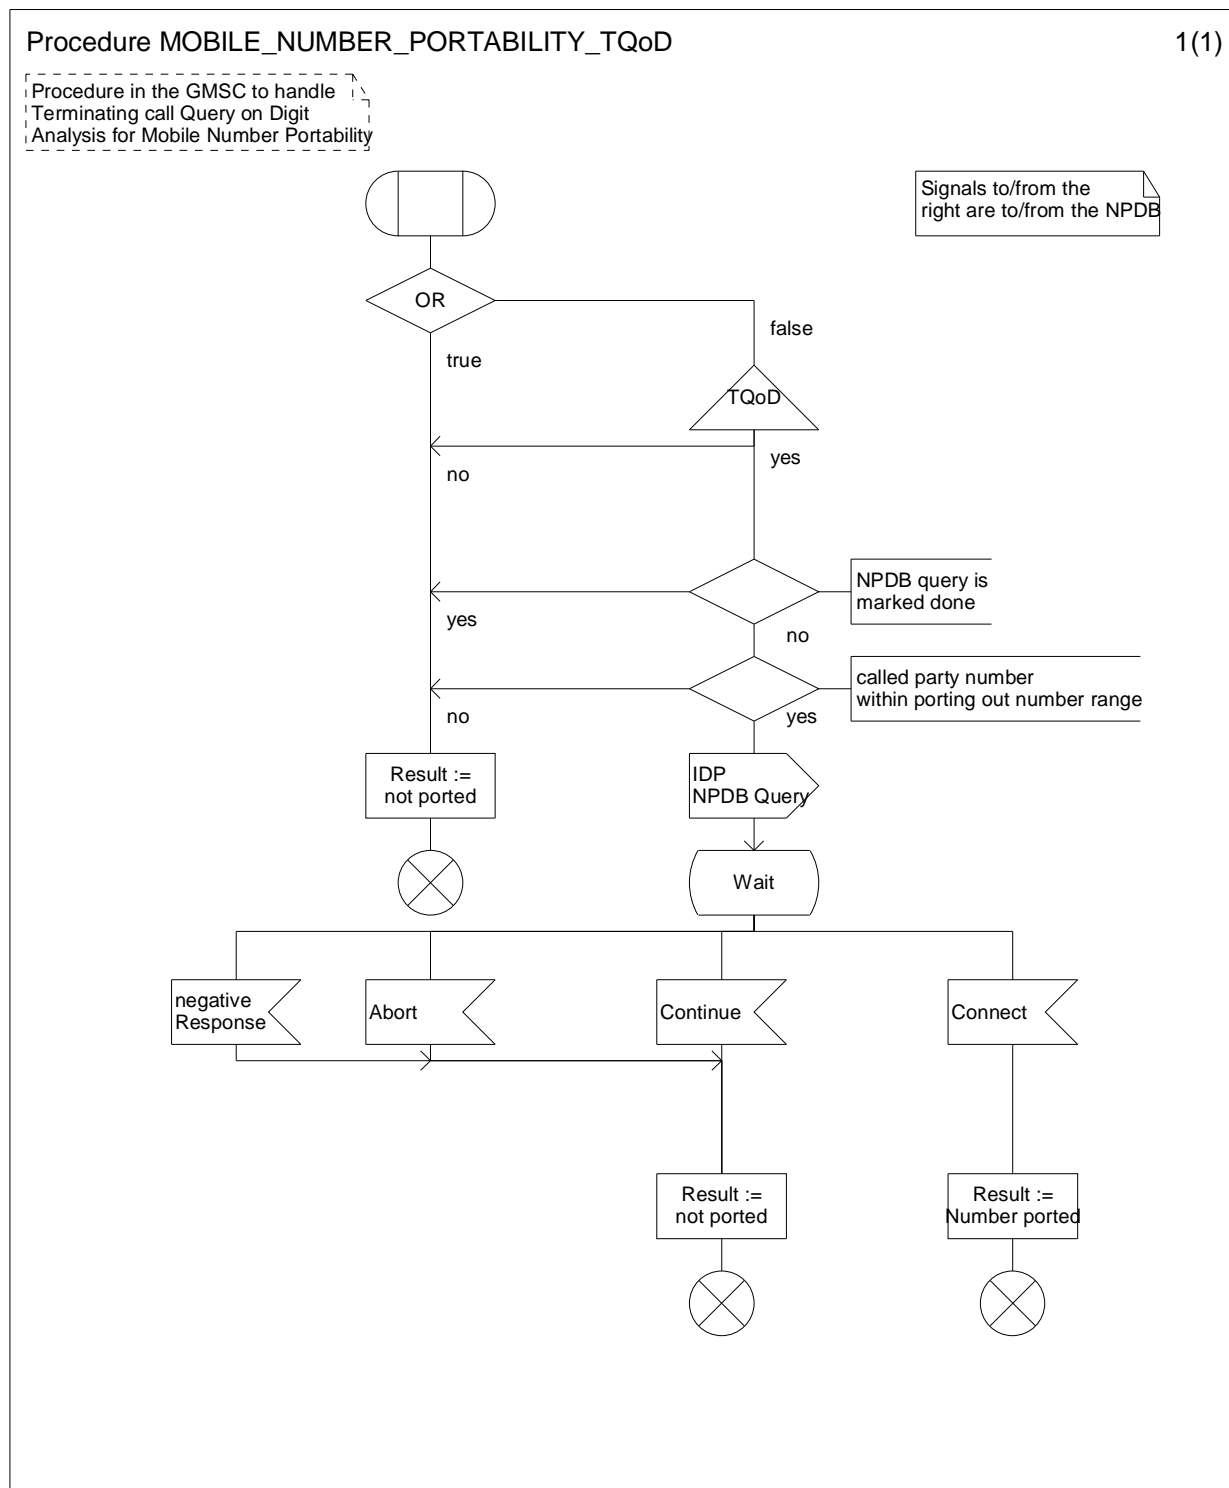 Procedure MOBILE_NUMBER_PORTABILITY_TQoD
1(1)
Procedure in the GMSC to handle
Terminating call Query on Digit
Analysis for Mobile Number Portability
Signals to/from the
right are to/from the NPDB
OR
false
true
TQoD
yes
no
NPDB query is
marked done
yes
no
called party number
within porting out number range
no
yes
Result :=
not ported
IDP
NPDB Query
Wait
negative
Response
Abort
Continue
Connect
Result :=
not ported
Result :=
Number ported